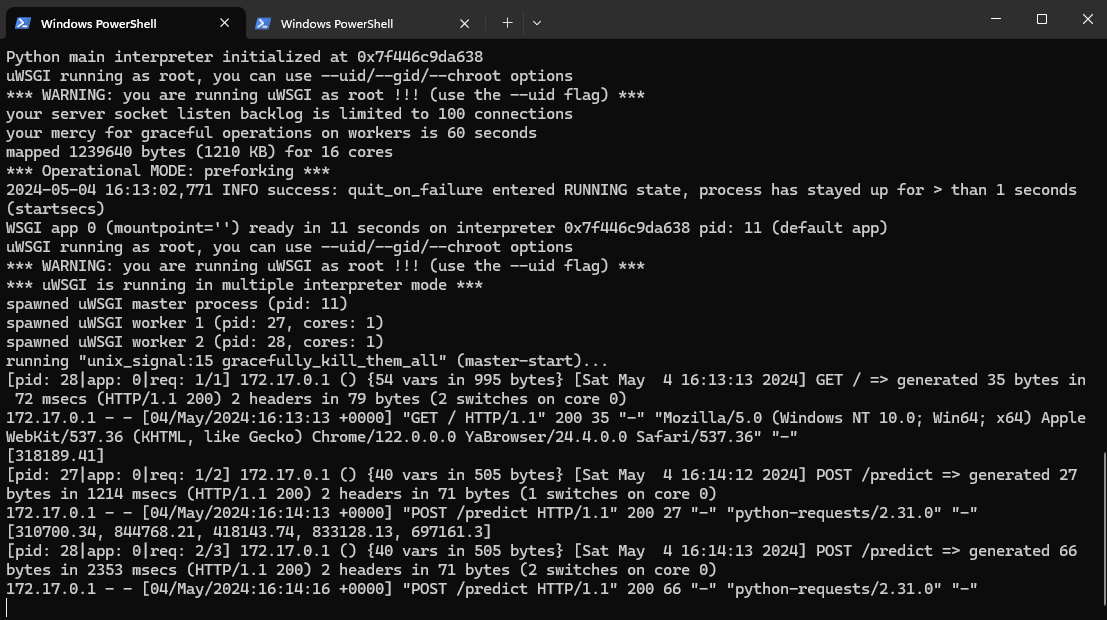 Windows PowerShell
Windows PowerShell
Python main interpreter initialized at 0x7f446c9da638
uWSGI running as root, you can use --uid/--gid/--chroot options
*** WARNING: you are running uWSGI as root !!! (use the --uid flag) ***
your server socket listen backlog is limited to 100 connections
your mercy for graceful operations on workers is 60 seconds
mapped 1239640 bytes (1210 KB) for 16 cores
*** Operational MODE: preforking ***
2024-05-04 16:13:02,771 INFO success: quit_on_failure entered RUNNING state, process has stayed up for > than 1 seconds
(startsecs)
WSGI app 0 (mountpoint='') ready in 11 seconds on interpreter 0x7f446c9da638 pid: 11 (default app)
uWSGI running as root, you can use --uid/--gid/--chroot options
*** WARNING: you are running uWSGI as root !!! (use the --uid flag) ***
*** uWSGI is running in multiple interpreter mode ***
spawned uWSGI master process (pid: 11)
spawned uWSGI worker 1 (pid: 27, cores: 1)
spawned uWSGI worker 2 (pid: 28, cores: 1)
running "unix_signal:15 gracefully_kill_them_all" (master-start)...
[pid: 28|app: 0|req: 1/1] 172.17.0.1 () {54 vars in 995 bytes} [Sat May  4 16:13:13 2024] GET / => generated 35 bytes in
 72 msecs (HTTP/1.1 200) 2 headers in 79 bytes (2 switches on core 0)
172.17.0.1 - - [04/May/2024:16:13:13 +0000] "GET / HTTP/1.1" 200 35 "-" "Mozilla/5.0 (Windows NT 10.0; Win64; x64) Apple
WebKit/537.36 (KHTML, like Gecko) Chrome/122.0.0.0 YaBrowser/24.4.0.0 Safari/537.36" "-"
[318189.41]
[pid: 27|app: 0|req: 1/2] 172.17.0.1 () {40 vars in 505 bytes} [Sat May  4 16:14:12 2024] POST /predict => generated 27
bytes in 1214 msecs (HTTP/1.1 200) 2 headers in 71 bytes (1 switches on core 0)
172.17.0.1 - - [04/May/2024:16:14:13 +0000] "POST /predict HTTP/1.1" 200 27 "-" "python-requests/2.31.0" "-"
[310700.34, 844768.21, 418143.74, 833128.13, 697161.3]
[pid: 28|app: 0|req: 2/3] 172.17.0.1 () {40 vars in 505 bytes} [Sat May  4 16:14:13 2024] POST /predict => generated 66
bytes in 2353 msecs (HTTP/1.1 200) 2 headers in 71 bytes (2 switches on core 0)
172.17.0.1 - - [04/May/2024:16:14:16 +0000] "POST /predict HTTP/1.1" 200 66 "-" "python-requests/2.31.0" "-"